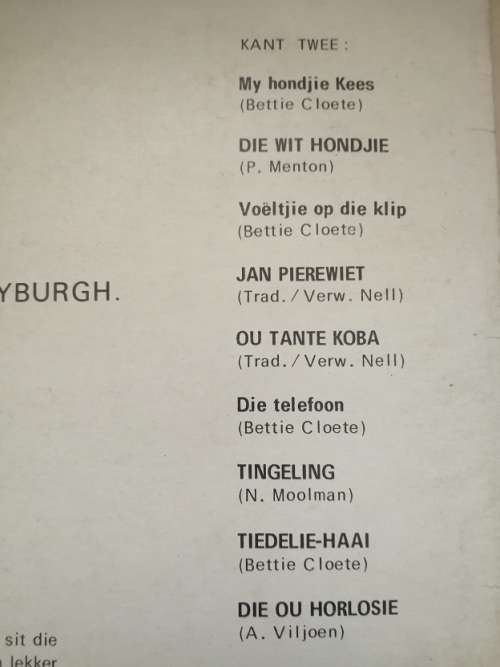 KANT TWEE :
My hondjie Kees
(Bettie Cloete)
DIE WIT HONDJIE
(P. Menton)
Voëltjie op die klip
(Bettie Cloete)
YBURGH.
JAN PIEREWIET
(Trad./Verw. Nell)
OU TANTE KOBA
(Trad./Verw. Nell)
Die telefoon
(Bettie Cloete)
TINGELING
(N. Moolman)
TIEDELIE-HAAI
(Bettie Cloete)
DIE OU HORLOSIE
(A. Viljoen)
sit die
lekker